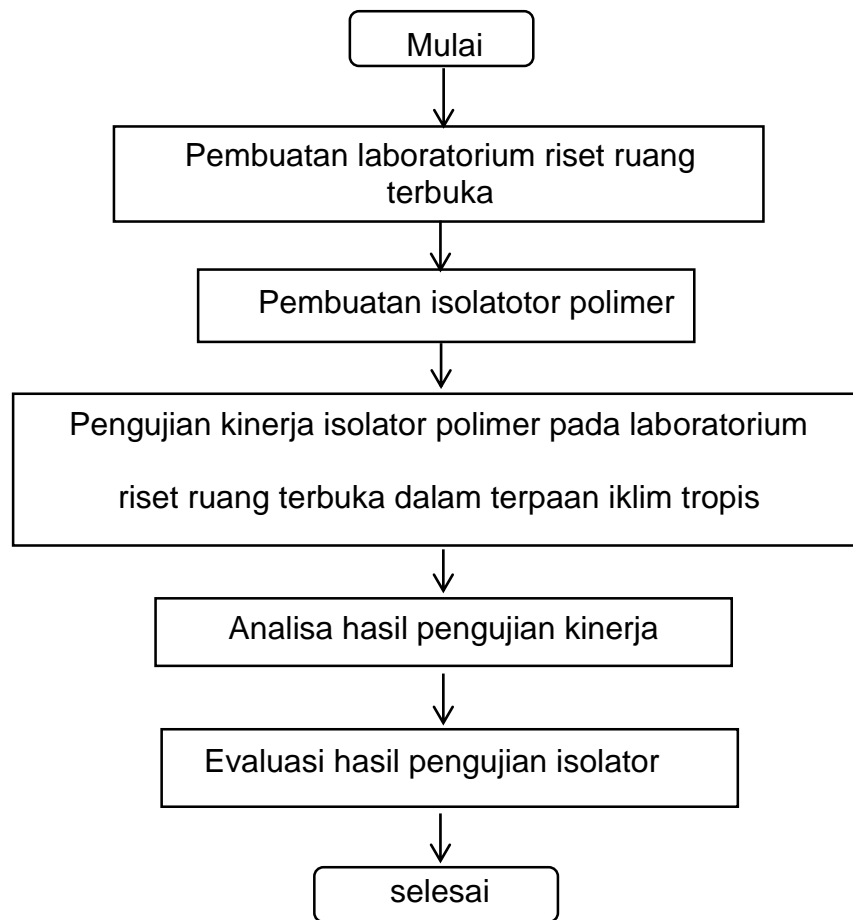 Mulai
Pembuatan laboratorium riset ruang
terbuka
Pembuatan isolatotor polimer
Pengujian kinerja isolator polimer pada laboratorium
riset ruang terbuka dalam terpaan iklim tropis
Analisa hasil pengujian kinerja
Evaluasi hasil pengujian isolator
selesai